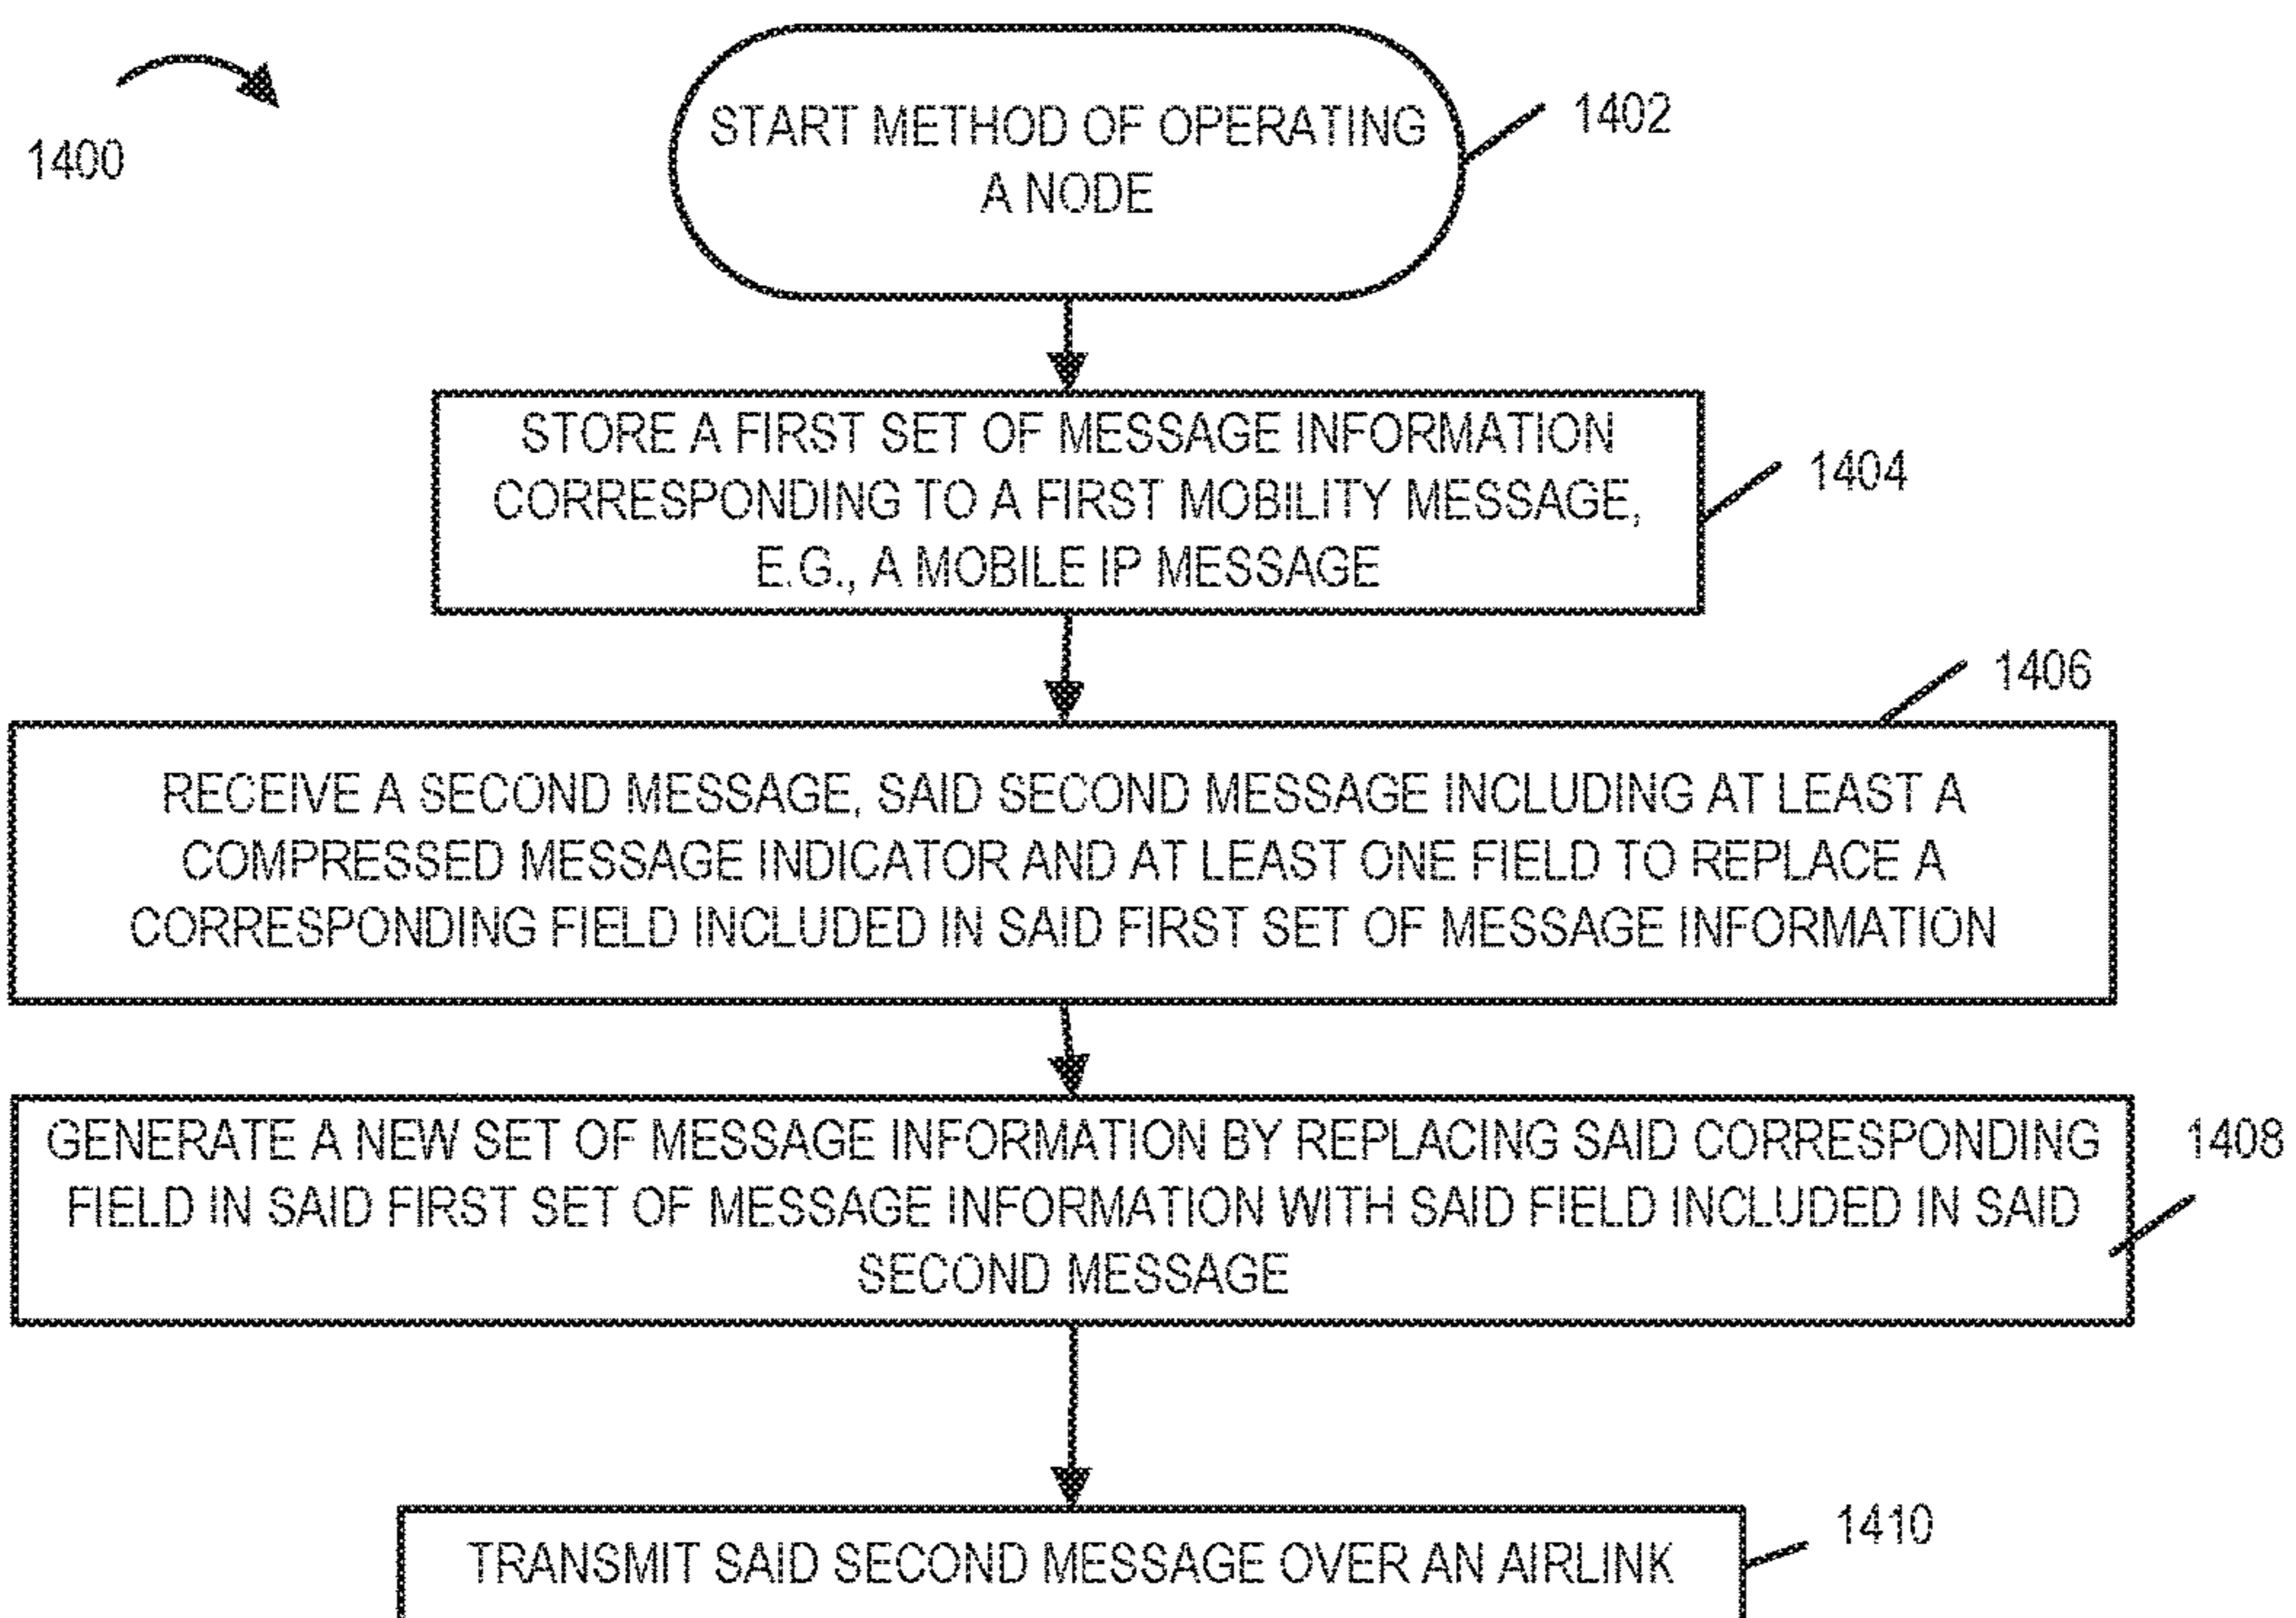 1400
START METHOD OF OPERATING
A NODE
1402
STORE A FIRST SET OF MESSAGE INFORMATION
CORRESPONDING TO A FIRST MOBILITY MESSAGE,
E.G., A MOBILE IP MESSAGE
1404
1406
RECEIVE A SECOND MESSAGE, SAID SECOND MESSAGE INCLUDING AT LEAST A
COMPRESSED MESSAGE INDICATOR AND AT LEAST ONE FIELD TO REPLACE A
CORRESPONDING FIELD INCLUDED IN SAID FIRST SET OF MESSAGE INFORMATION
GENERATE A NEW SET OF MESSAGE INFORMATION BY REPLACING SAID CORRESPONDING
FIELD IN SAID FIRST SET OF MESSAGE INFORMATION WITH SAID FIELD INCLUDED IN SAID
SECOND MESSAGE
1408
TRANSMIT SAID SECOND MESSAGE OVER AN AIRLINK
1410